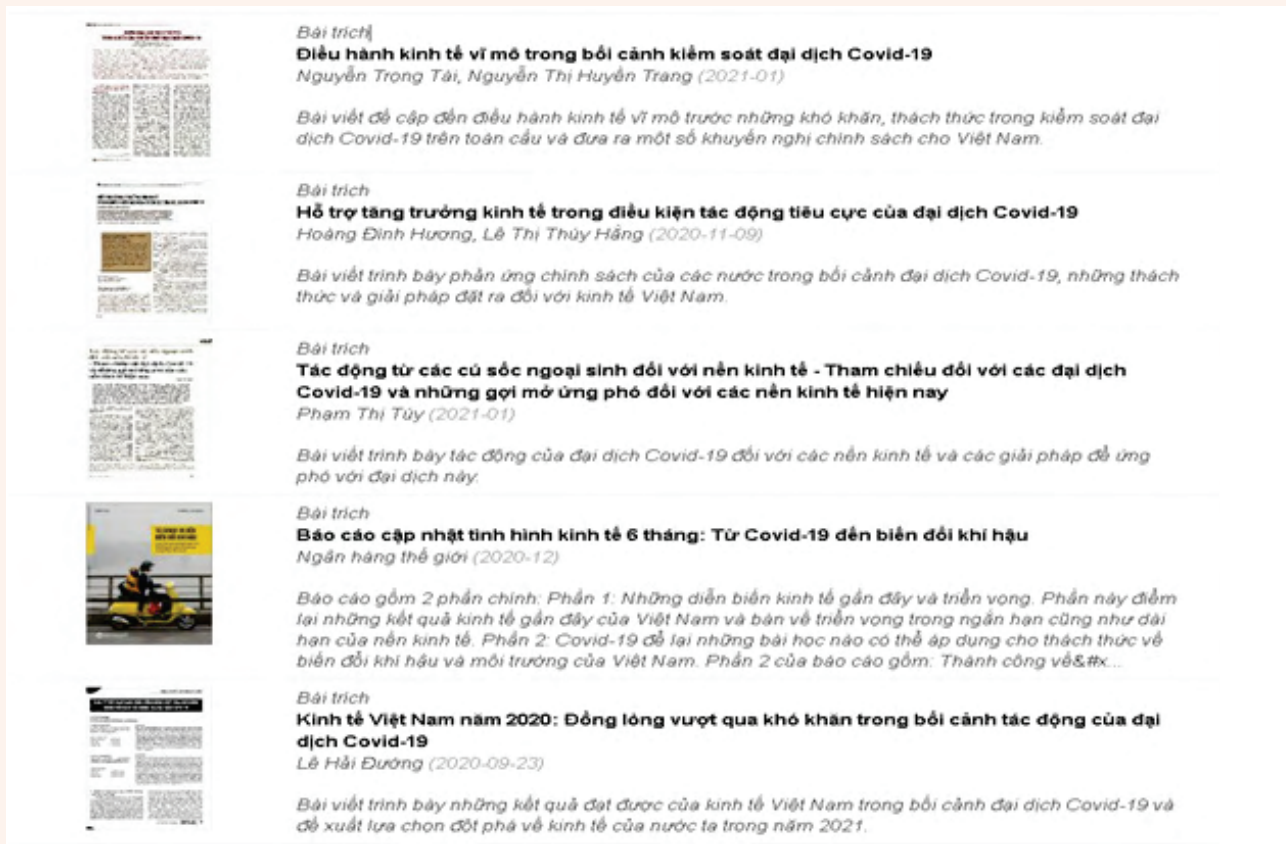 Bài trích
Điều hành kinh tế vĩ mô trong bối cảnh kiểm soát đại dịch Covid-19
Nguyễn Trọng Tài, Nguyễn Thị Huyền Trang (2021-01)
Bài viết đề cập đến điều hành kinh tế vĩ mô trước những khó khăn, thách thức trong kiểm soát đại
dịch Covid-19 trên toàn cầu và đưa ra một số khuyến nghị chính sách cho Việt Nam.
Bài trích
Hỗ trợ tăng trưởng kinh tế trong điều kiện tác động tiêu cực của đại dịch Covid-19
Hoàng Đình Hương, Lê Thị Thúy Hằng (2020-11-09)
Bài viết trình bày phản ứng chính sách của các nước trong bối cảnh đại dịch Covid-19, những thách
thức và giải pháp đặt ra đối với kinh tế Việt Nam.
Bài trích
Tác động từ các cú sốc ngoại sinh đối với nền kinh tế - Tham chiếu đối với các đại dịch
Covid-19 và những gợi mở ứng phó đối với các nền kinh tế hiện nay
Phạm Thị Túy (2021-01)
Bài viết trình bày tác động của đại dịch Covid-19 đối với các nền kinh tế và các giải pháp để ứng
phó với đại dịch này.
Bài trích
Báo cáo cập nhật tình hình kinh tế 6 tháng: Từ Covid-19 đến biến đổi khí hậu
Ngân hàng thế giới (2020-12)
Báo cáo gồm 2 phần chính: Phần 1: Những diễn biến kinh tế gần đây và triển vọng. Phần này điểm
lại những kết quả kinh tế gần đây của Việt Nam và bàn về triển vọng trong ngắn hạn cũng như dài
hạn của nền kinh tế. Phần 2: Covid-19 để lại những bài học nào có thể áp dụng cho thách thức về
biến đổi khí hậu và môi trường của Việt Nam. Phần 2 của báo cáo gồm: Thành công về&#x...
Bài trích
Kinh tế Việt Nam năm 2020: Đồng lòng vượt qua khó khăn trong bối cảnh tác động của đại
dịch Covid-19
Lê Hải Đường (2020-09-23)
Bài viết trình bày những kết quả đạt được của kinh tế Việt Nam trong bối cảnh đại dịch Covid-19 và
đề xuất lựa chọn đột phá về kinh tế của nước ta trong năm 2021.